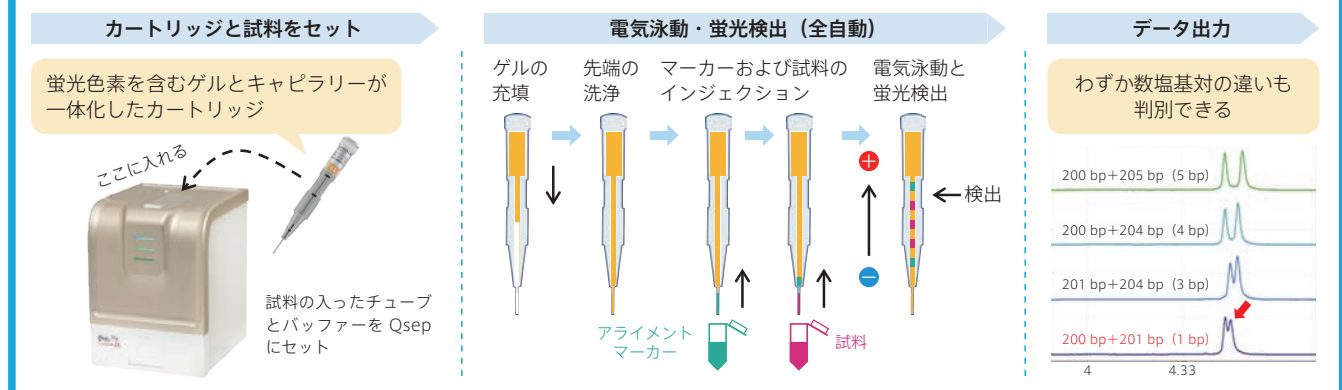 カートリッジと試料をセット
蛍光色素を含むゲルとキャピラリーが
一体化したカートリッジ
ここに入れる
試料の入ったチューブ
とバッファーを Qsep
にセット
電気泳動・蛍光検出（全自動）
ゲルの
充填
先端の
洗浄
マーカーおよび試料の
インジェクション
電気泳動と
蛍光検出
+
検出
−
アライメント
マーカー
試料
データ出力
わずか数塩基対の違いも
判別できる
200 bp＋205 bp（5 bp）
200 bp＋204 bp（4 bp）
201 bp＋204 bp（3 bp）
200 bp＋201 bp（1 bp）
4 4.33